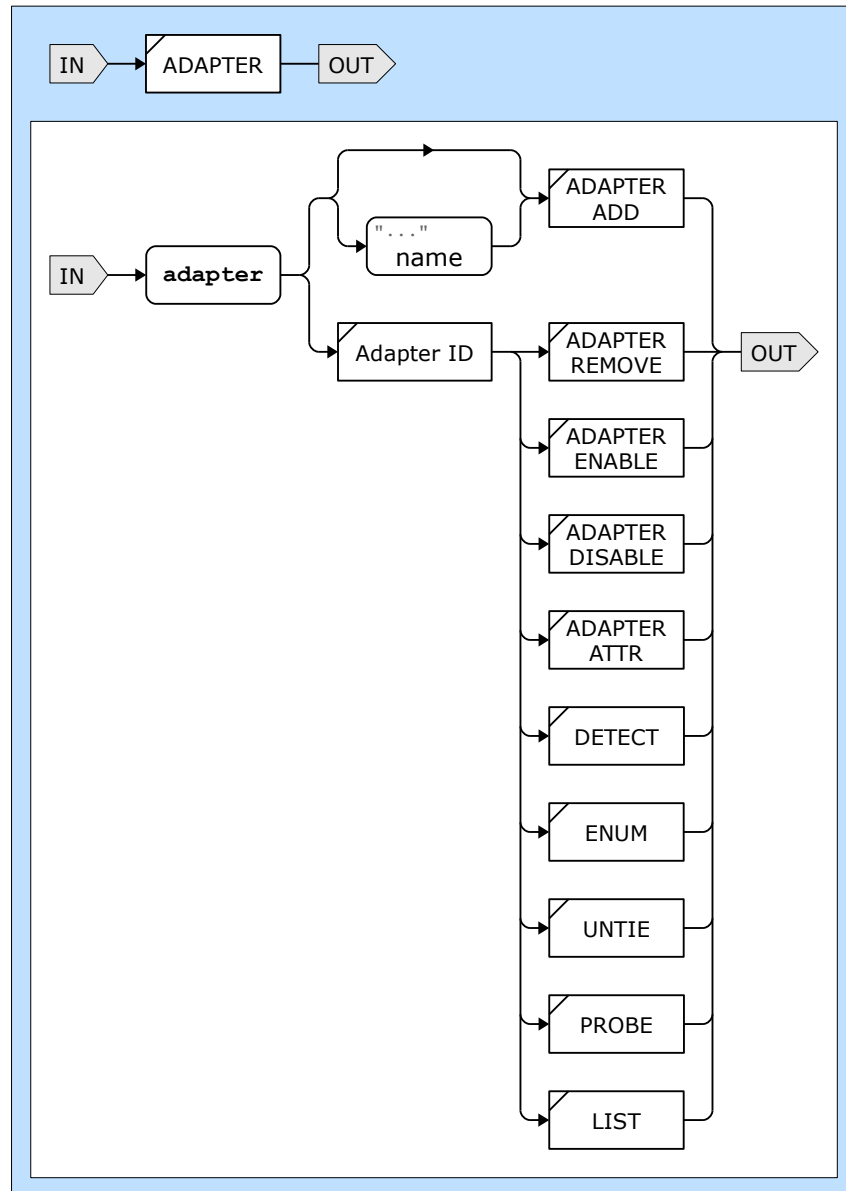 IN
ADAPTER
OUT
ADAPTER
ADD
"..."
name
IN
adapter
Adapter ID
ADAPTER
REMOVE
OUT
ADAPTER
ENABLE
ADAPTER
DISABLE
ADAPTER
ATTR
DETECT
ENUM
UNTIE
PROBE
LIST